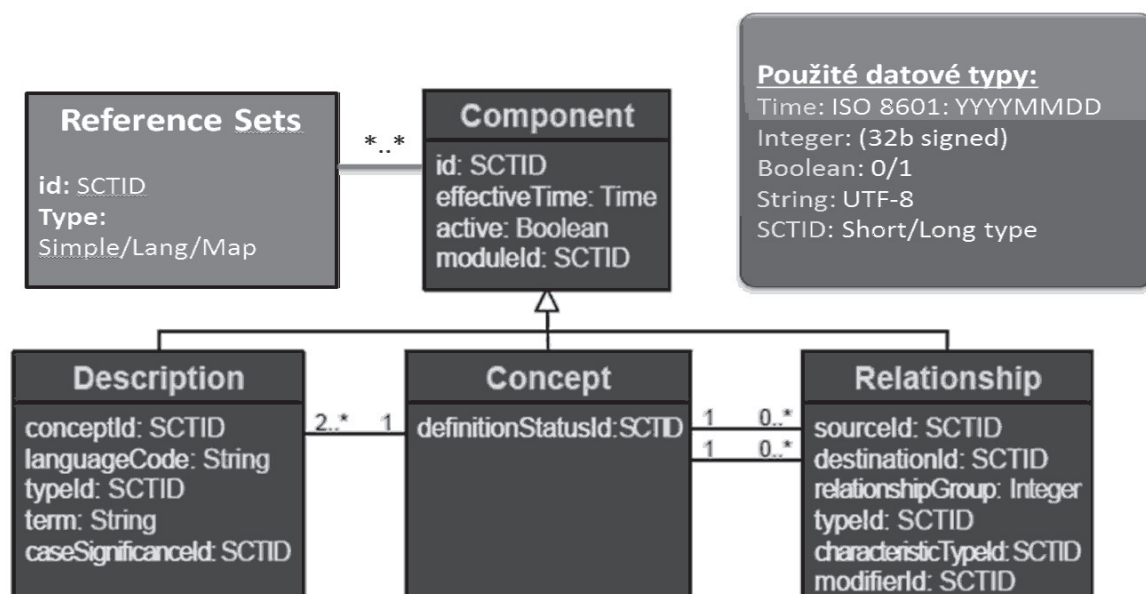 Reference Sets
id: SCTID
Type:
Simple/Lang/Map
*..*
Component
id: SCTID
effectiveTime: Time
active: Boolean
moduleId: SCTID
Použité datové typy:
Time: ISO 8601: YYYYMMDD
Integer: (32b signed)
Boolean: 0/1
String: UTF-8
SCTID: Short/Long type
Description
conceptId: SCTID
languageCode: String
typeId: SCTID
term: String
caseSignificanceId: SCTID
2..* 1
Concept
definitionStatusId:SCTID
1 0..*
1 0..*
Relationship
sourceId: SCTID
destinationId: SCTID
relationshipGroup: Integer
typeId: SCTID
characteristicTypeId: SCTID
modifierId: SCTID